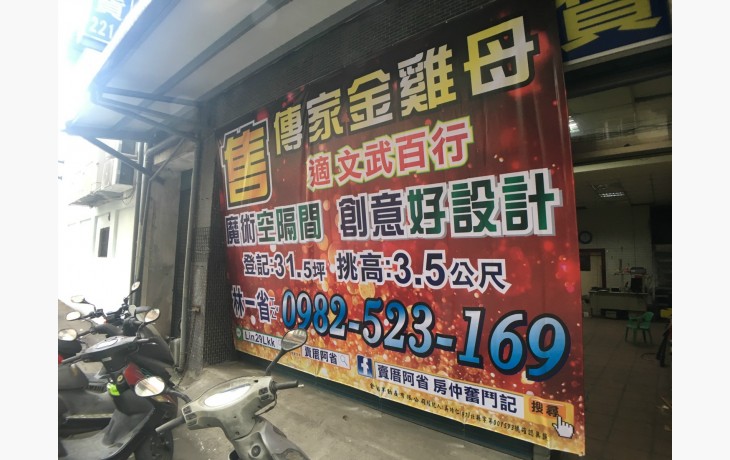 221
售 傳家金雞母
適 文武百行
魔術空隔間 創意好設計
登記:31.5坪 挑高:3.5公尺
林一省 0982-523-169
Lin29Lkk
賣厝阿省
賣厝阿省 房仲奮鬥記 搜尋